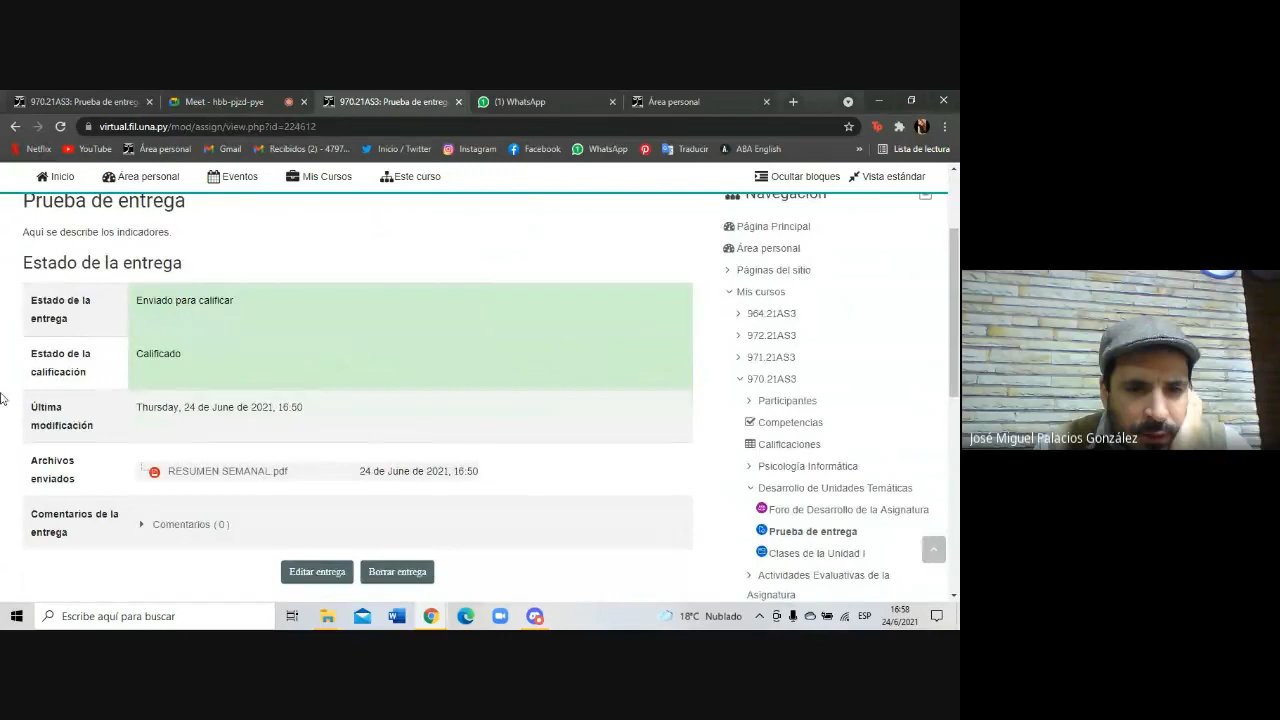 970.21AS3: Prueba de entreg
Meet - hbb-pjzd-pye
970.21AS3: Prueba de entreg
(1) WhatsApp
Área personal
virtual.fil.una.py/mod/assign/view.php?id=224612
Netflix YouTube Área personal Gmail Recibidos (2) - 4797... Inicio / Twitter Instagram Facebook WhatsApp Traducir ABA English » Lista de lectura
Inicio Área personal Eventos Mis Cursos Este curso Ocultar bloques Vista estándar
Prueba de entrega
Aquí se describe los indicadores.
Estado de la entrega
Estado de la
entrega
Enviado para calificar
Estado de la
calificación
Calificado
Última
modificación
Thursday, 24 de June de 2021, 16:50
Archivos
enviados
RESUMEN SEMANAL.pdf 24 de June de 2021, 16:50
Comentarios de la
entrega
Comentarios (0)
Editar entrega Borrar entrega
Navegación
Página Principal
Área personal
Páginas del sitio
Mis cursos
964.21AS3
972.21AS3
971.21AS3
970.21AS3
Participantes
Competencias
Calificaciones
Psicología Informática
Desarrollo de Unidades Temáticas
Foro de Desarrollo de la Asignatura
Prueba de entrega
Clases de la Unidad I
Actividades Evaluativas de la
Asignatura
Escribe aquí para buscar
18°C Nublado
ESP
16:58
24/6/2021
José Miguel Palacios González